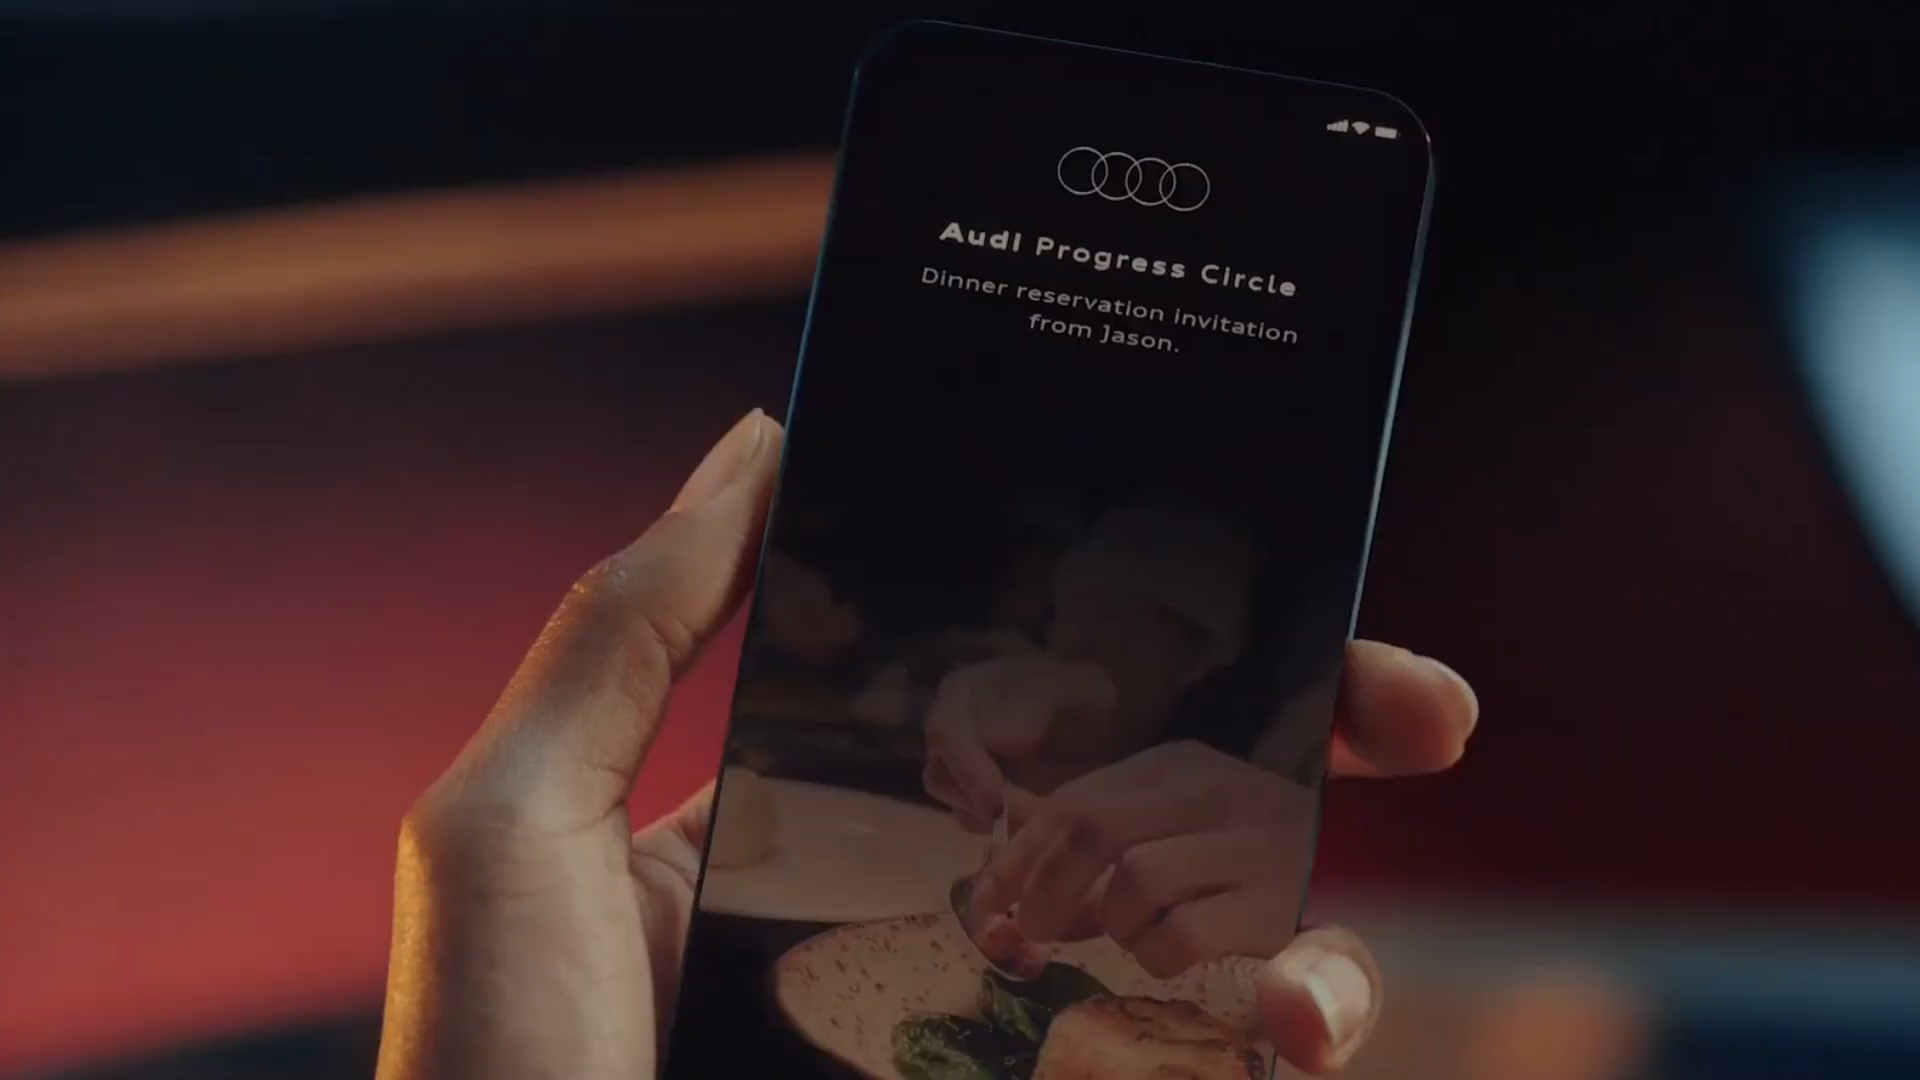 Audi Progress Circle
Dinner reservation invitation
from Jason.